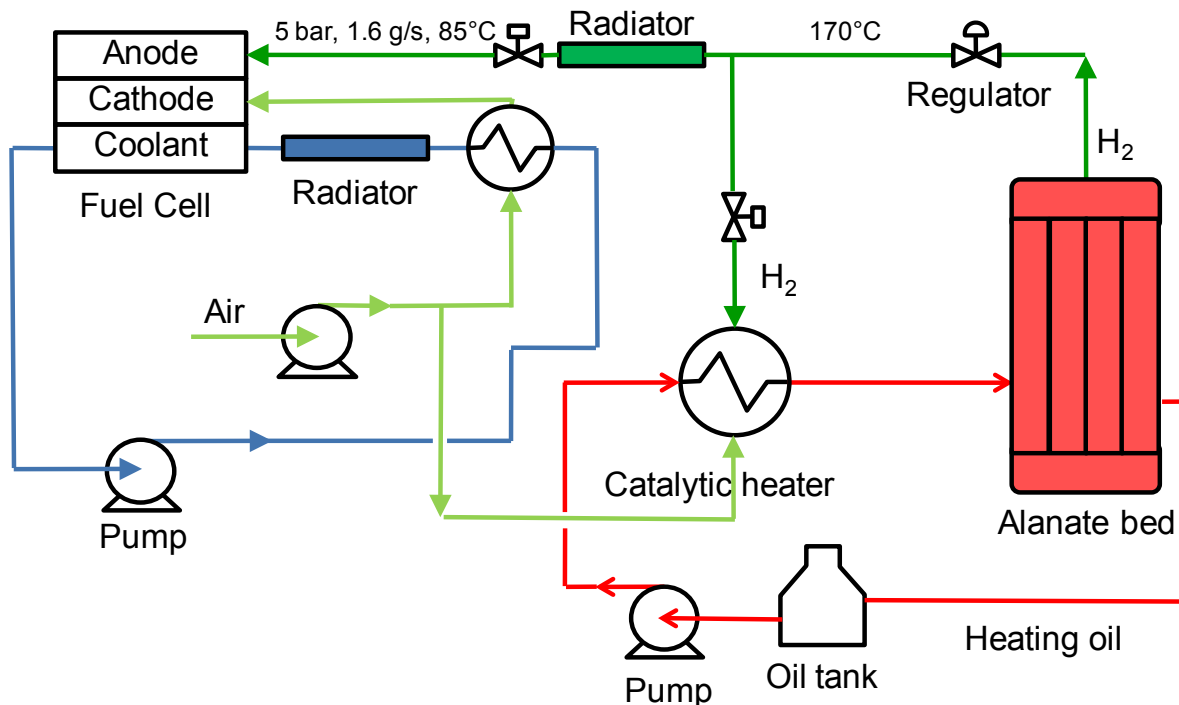 5 bar, 1.6 g/s, 85°C
Radiator
170°C
Anode
Cathode
Coolant
Regulator
H₂
Radiator
Fuel Cell
H₂
Air
Catalytic heater
Alanate bed
Pump
Heating oil
Oil tank
Pump